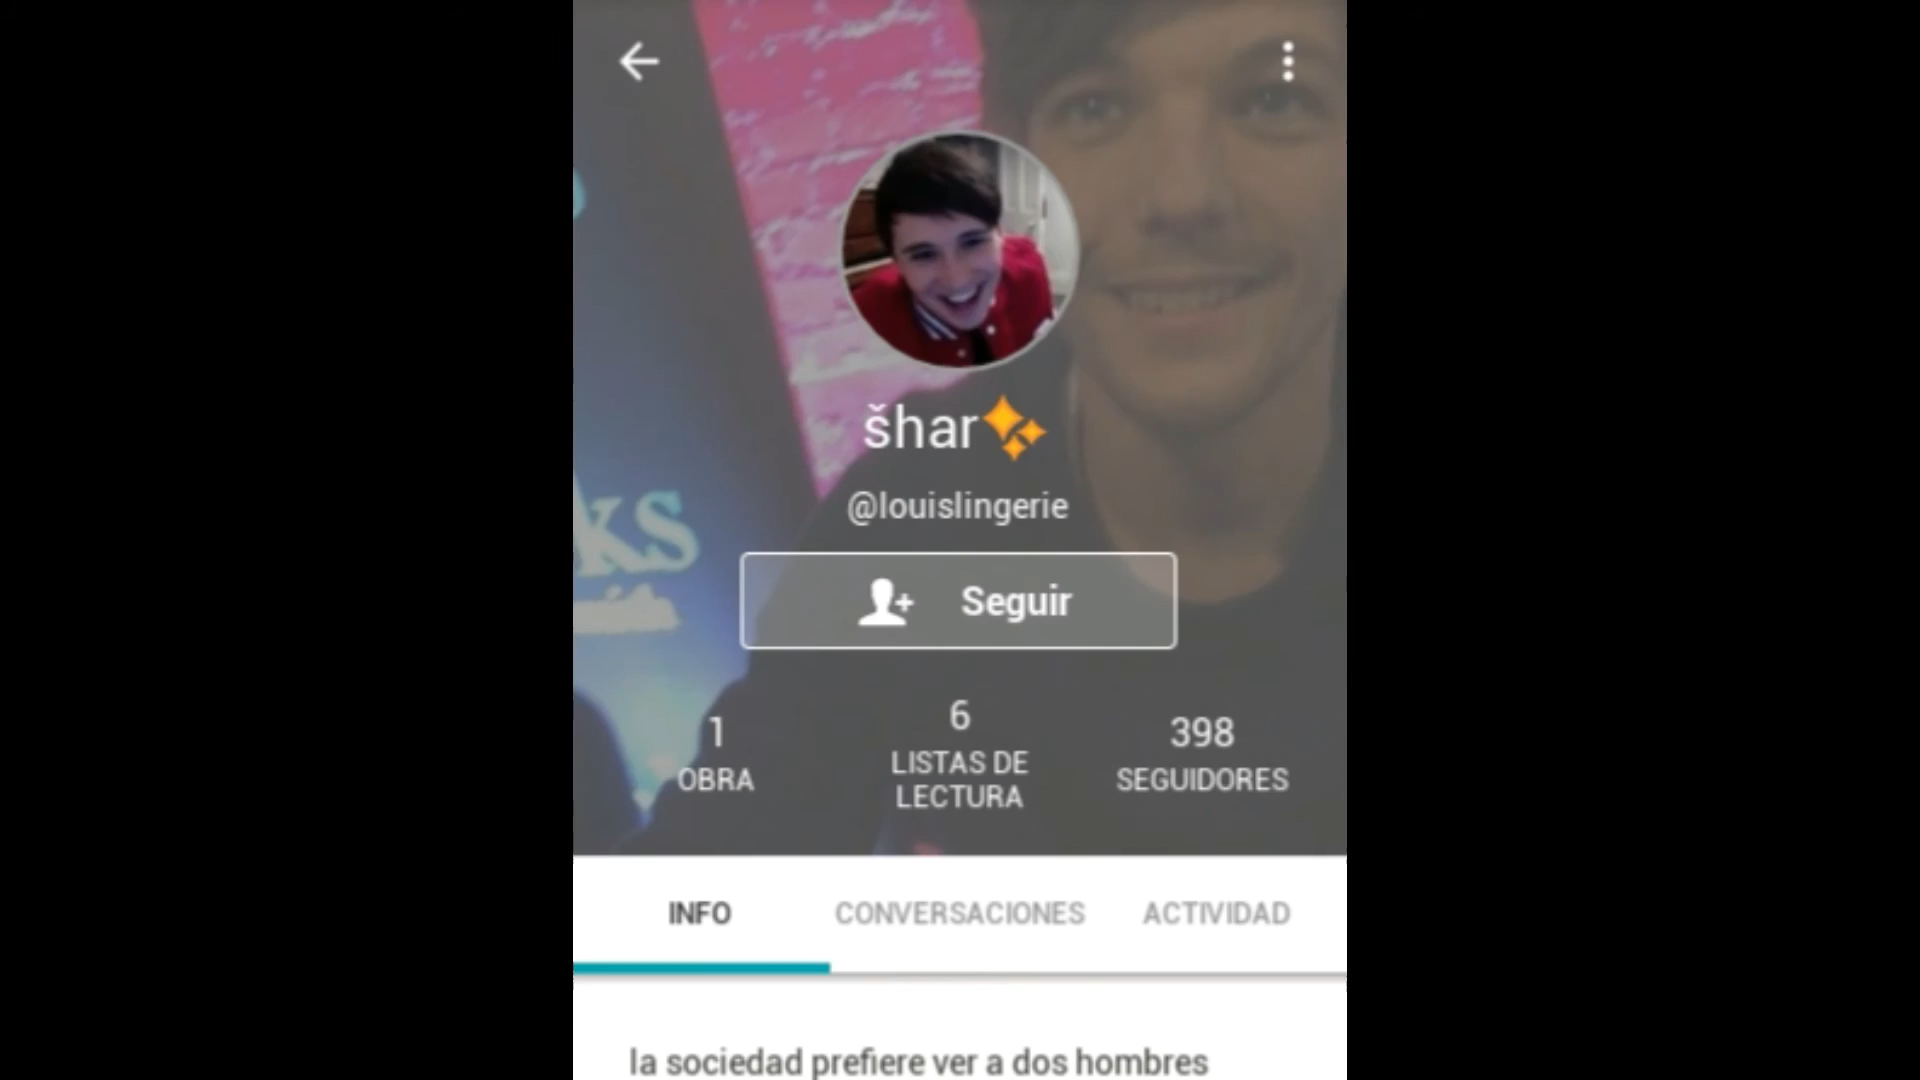 šhar✨
@louislingerie
ks
Seguir
1
OBRA
6
LISTAS DE
LECTURA
398
SEGUIDORES
INFO
CONVERSACIONES
ACTIVIDAD
la sociedad prefiere ver a dos hombres